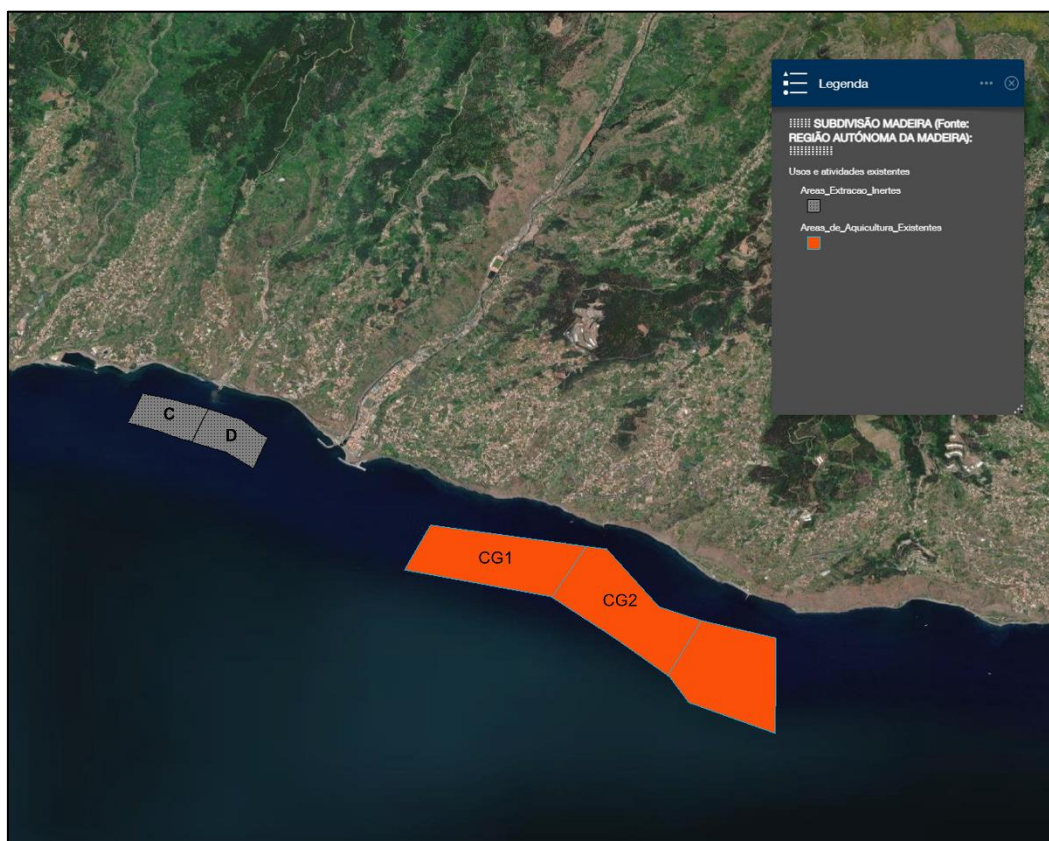 Legenda
SUBDIVISÃO MADEIRA (Fonte:
REGIÃO AUTÓNOMA DA MADEIRA):
Usos e atividades existentes
Areas_Extracao_Inertes
Areas_de_Aquicultura_Existentes
C
D
CG1
CG2